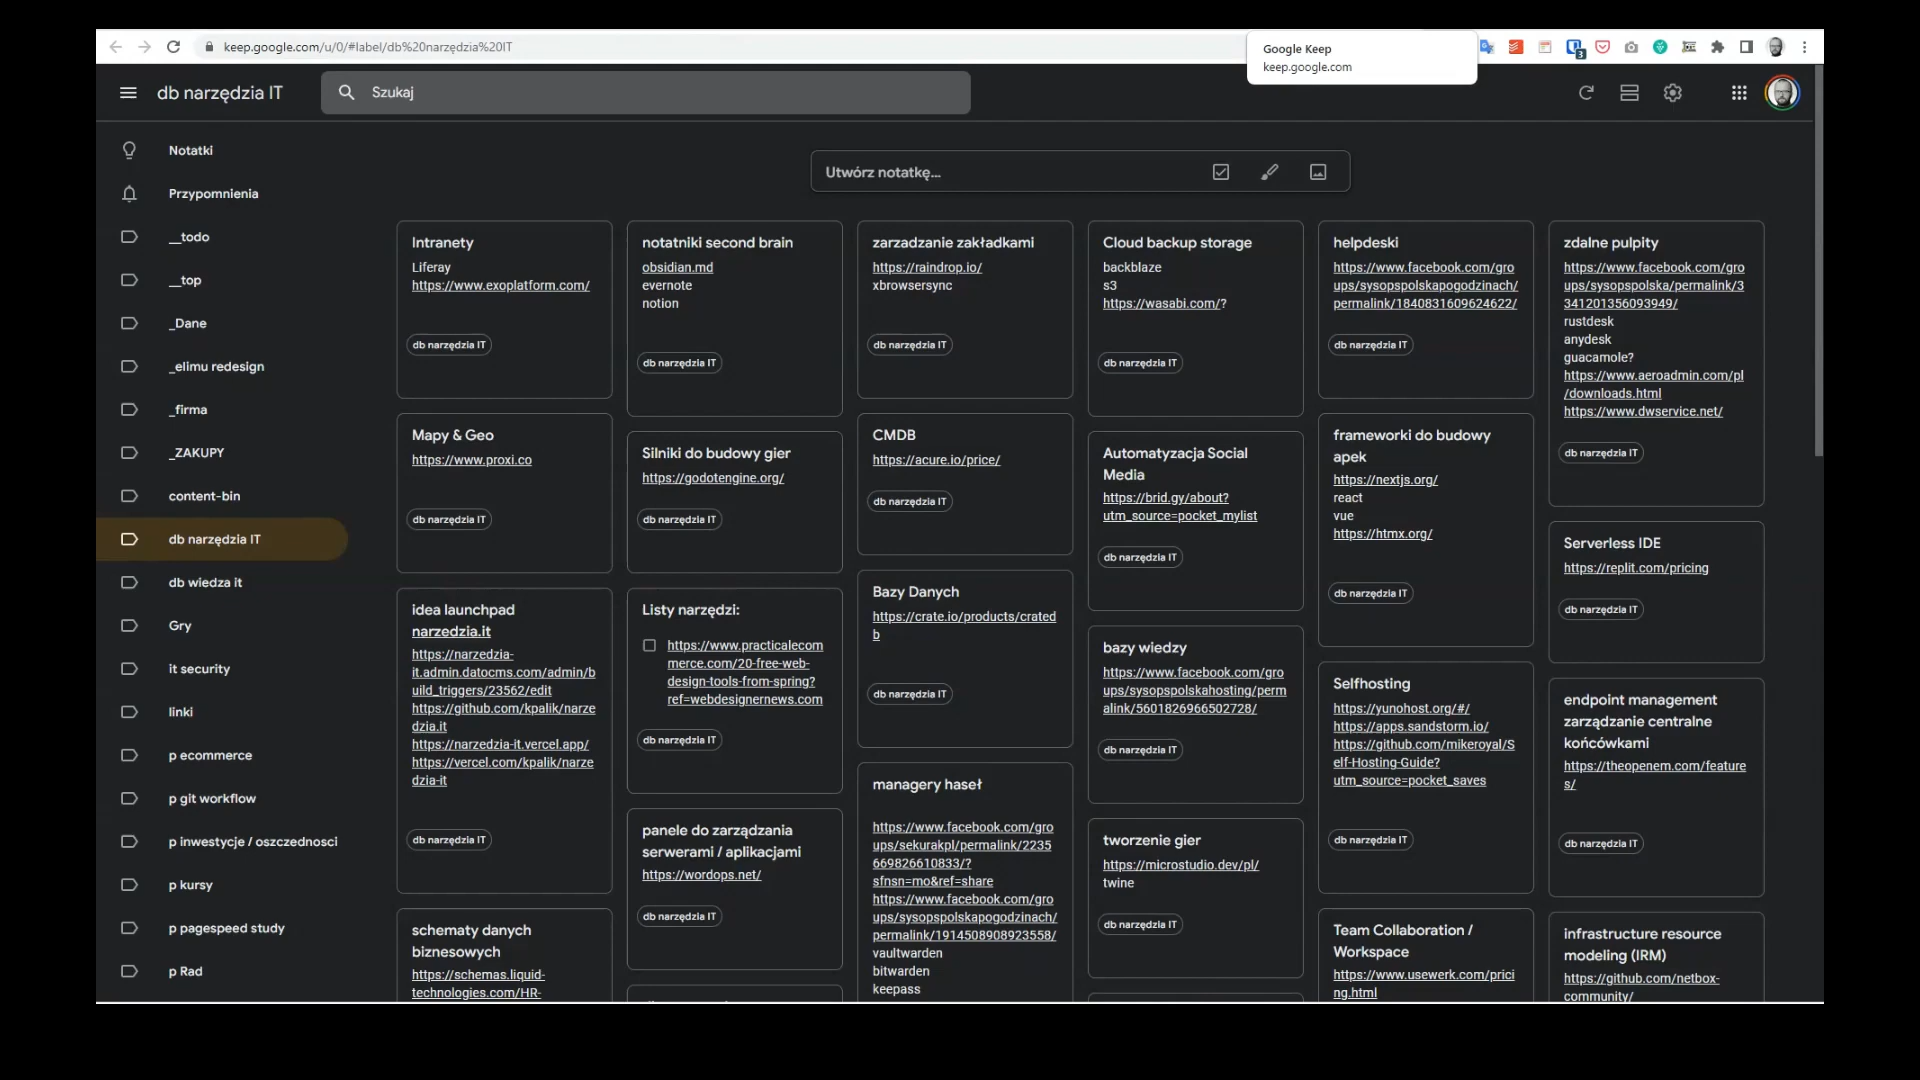 keep.google.com/u/0/#label/db%20narzędzia%20IT
Google Keep
keep.google.com
3
db narzędzia IT
Szukaj
Notatki
Przypomnienia
__todo
__top
_Dane
_elimu redesign
_firma
_ZAKUPY
content-bin
db narzędzia IT
db wiedza it
Gry
it security
linki
p ecommerce
p git workflow
p inwestycje / oszczednosci
p kursy
p pagespeed study
p Rad
Utwórz notatkę...
Intranety
Liferay
https://www.exoplatform.com/
db narzędzia IT
Mapy & Geo
https://www.proxi.co
db narzędzia IT
idea launchpad
narzedzia.it
https://narzedzia-
it.admin.datocms.com/admin/b
uild_triggers/23562/edit
https://github.com/kpalik/narze
dzia.it
https://narzedzia-it.vercel.app/
https://vercel.com/kpalik/narze
dzia-it
db narzędzia IT
schematy danych
biznesowych
https://schemas.liquid-
technologies.com/HR-
notatniki second brain
obsidian.md
evernote
notion
db narzędzia IT
Silniki do budowy gier
https://godotengine.org/
db narzędzia IT
Listy narzędzi:
https://www.practicalecom
merce.com/20-free-web-
design-tools-from-spring?
ref=webdesignernews.com
db narzędzia IT
panele do zarządzania
serwerami / aplikacjami
https://wordops.net/
db narzędzia IT
zarzadzanie zakładkami
https://raindrop.io/
xbrowsersync
db narzędzia IT
CMDB
https://acure.io/price/
db narzędzia IT
Bazy Danych
https://crate.io/products/crated
b
db narzędzia IT
managery haseł
https://www.facebook.com/gro
ups/sekurakpl/permalink/2235
669826610833/?
sfnsn=mo&ref=share
https://www.facebook.com/gro
ups/sysopspolskapogodzinach/
permalink/1914508908923558/
vaultwarden
bitwarden
keepass
Cloud backup storage
backblaze
s3
https://wasabi.com/?
db narzędzia IT
Automatyzacja Social
Media
https://brid.gy/about?
utm_source=pocket_mylist
db narzędzia IT
bazy wiedzy
https://www.facebook.com/gro
ups/sysopspolskahosting/perm
alink/5601826966502728/
db narzędzia IT
tworzenie gier
https://microstudio.dev/pl/
twine
db narzędzia IT
helpdeski
https://www.facebook.com/gro
ups/sysopspolskapogodzinach/
permalink/1840831609624622/
db narzędzia IT
frameworki do budowy
apek
https://nextjs.org/
react
vue
https://htmx.org/
db narzędzia IT
Selfhosting
https://yunohost.org/#/
https://apps.sandstorm.io/
https://github.com/mikeroyal/S
elf-Hosting-Guide?
utm_source=pocket_saves
db narzędzia IT
Team Collaboration /
Workspace
https://www.usewerk.com/prici
ng.html
zdalne pulpity
https://www.facebook.com/gro
ups/sysopspolska/permalink/3
341201356093949/
rustdesk
anydesk
guacamole?
https://www.aeroadmin.com/pl
/downloads.html
https://www.dwservice.net/
db narzędzia IT
Serverless IDE
https://replit.com/pricing
db narzędzia IT
endpoint management
zarządzanie centralne
końcówkami
https://theopenem.com/feature
s/
db narzędzia IT
infrastructure resource
modeling (IRM)
https://github.com/netbox-
community/